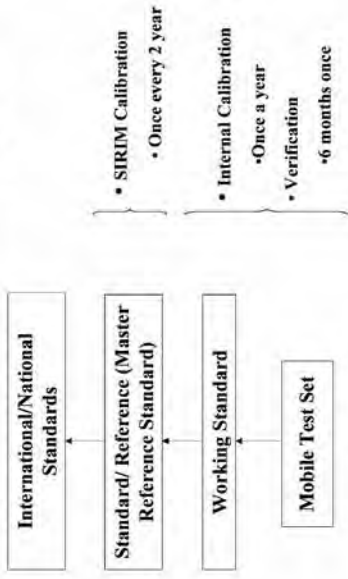 International/National
Standards
Standard/ Reference (Master
Reference Standard)
Working Standard
Mobile Test Set
• SIRIM Calibration
• Once every 2 year
• Internal Calibration
•Once a year
• Verification
•6 months once